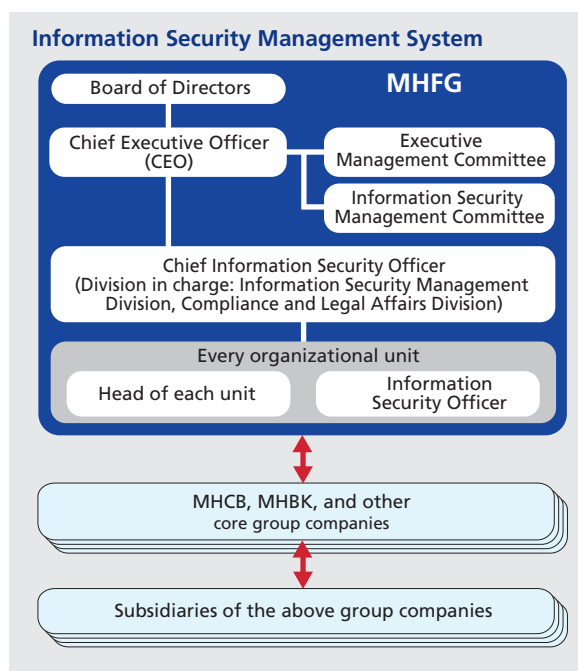 Information Security Management System
MHFG
Board of Directors
Chief Executive Officer
(CEO)
Executive
Management Committee
Information Security
Management Committee
Chief Information Security Officer
(Division in charge: Information Security Management
Division, Compliance and Legal Affairs Division)
Every organizational unit
Head of each unit
Information
Security Officer
MHCB, MHBK, and other
core group companies
Subsidiaries of the above group companies